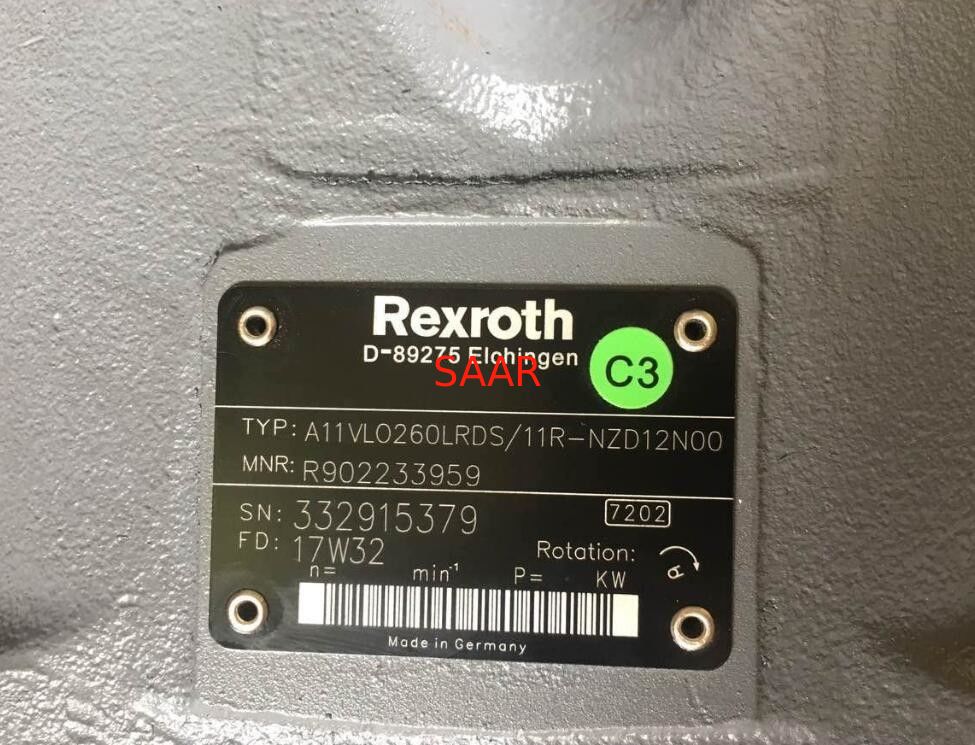 Rexroth
D-89275 Elchingen
SAAR
C3
TYP: A11VLO260LRDS/11R-NZD12N00
MNR: R902233959
SN: 332915379
7202
FD: 17W32
Rotation:
n= min-1 P= KW
Made in Germany